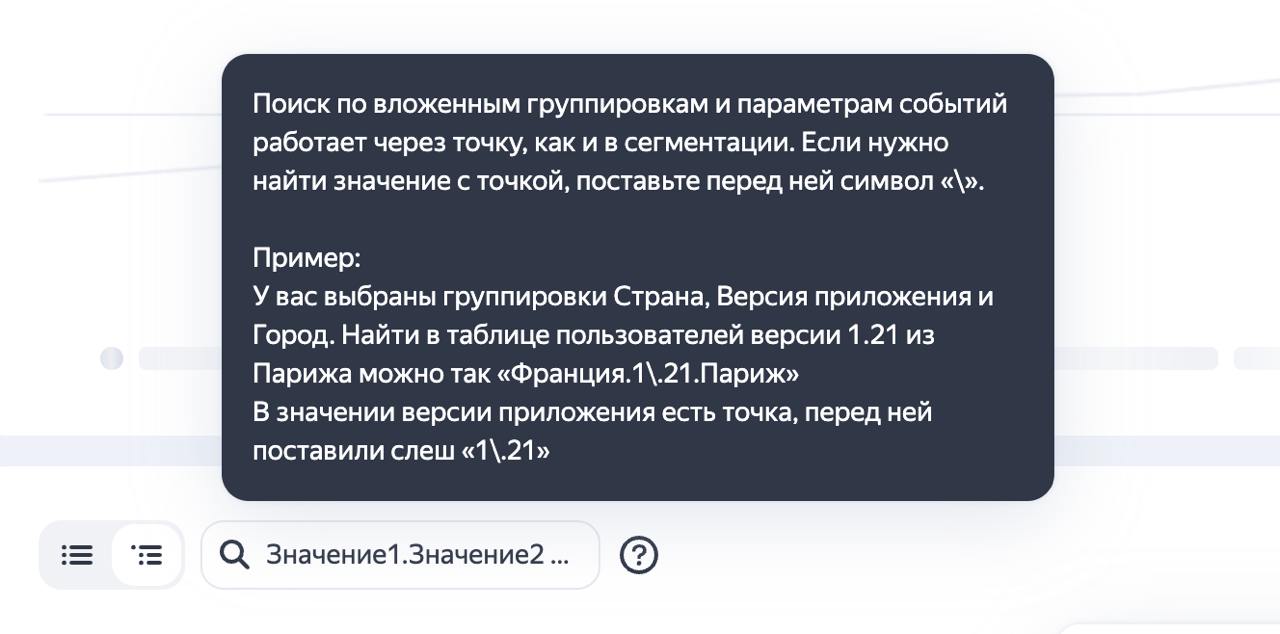 Поиск по вложенным группировкам и параметрам событий
работает через точку, как и в сегментации. Если нужно
найти значение с точкой, поставьте перед ней символ «\».
Пример:
У вас выбраны группировки Страна, Версия приложения и
Город. Найти в таблице пользователей версии 1.21 из
Парижа можно так «Франция.1\.21.Париж»
В значении версии приложения есть точка, перед ней
поставили слеш «1\.21»
Значение1.Значение2 ...
?